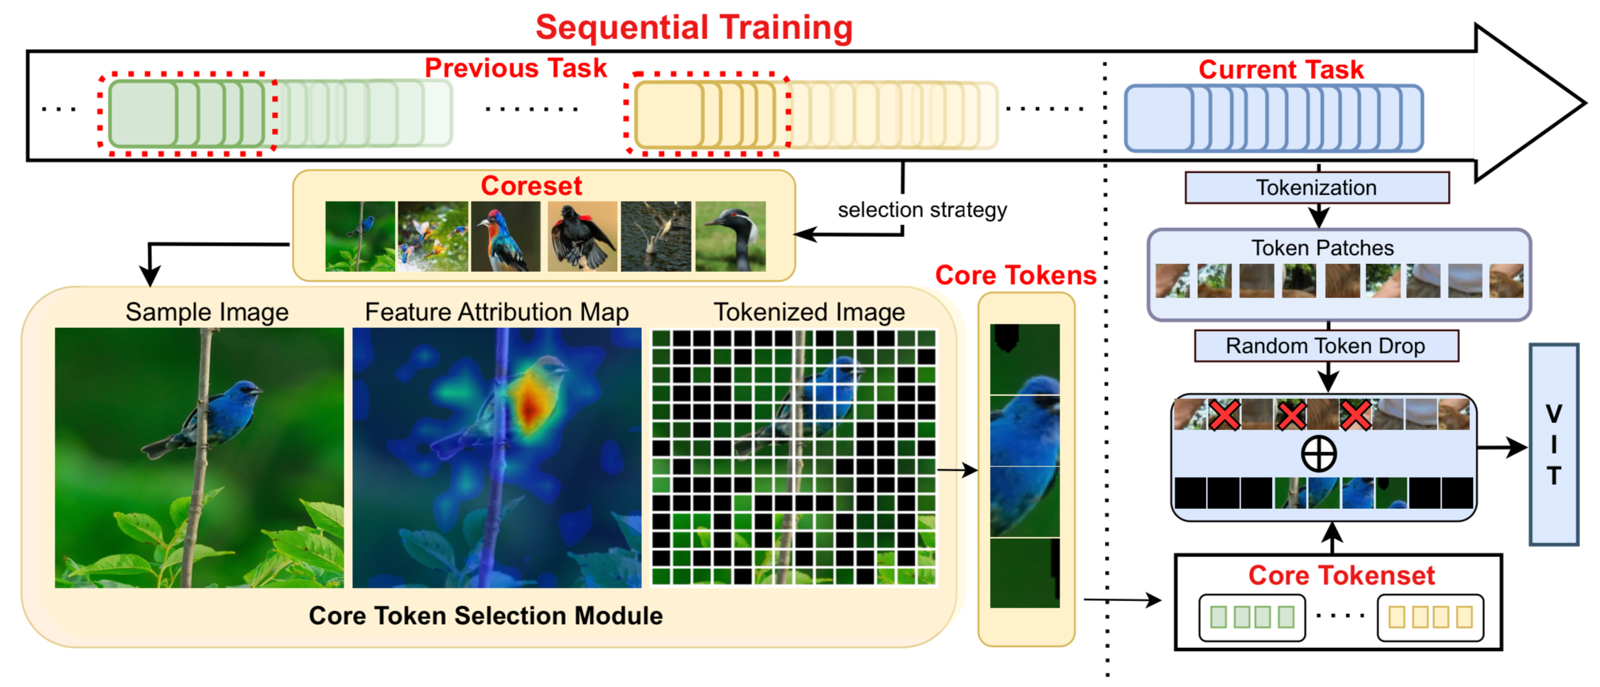 Sequential Training
Previous Task
Current Task
Coreset
selection strategy
Tokenization
Token Patches
Core Tokens
Sample Image
Feature Attribution Map
Tokenized Image
Random Token Drop
V
I
T
Core Tokenset
Core Token Selection Module